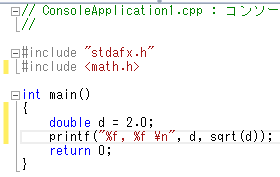 // ConsoleApplication1.cpp : コンソー
//
#include "stdafx.h"
#include <math.h>
int main()
{
double d = 2.0;
printf("%f, %f ¥n", d, sqrt(d));
return 0;
}